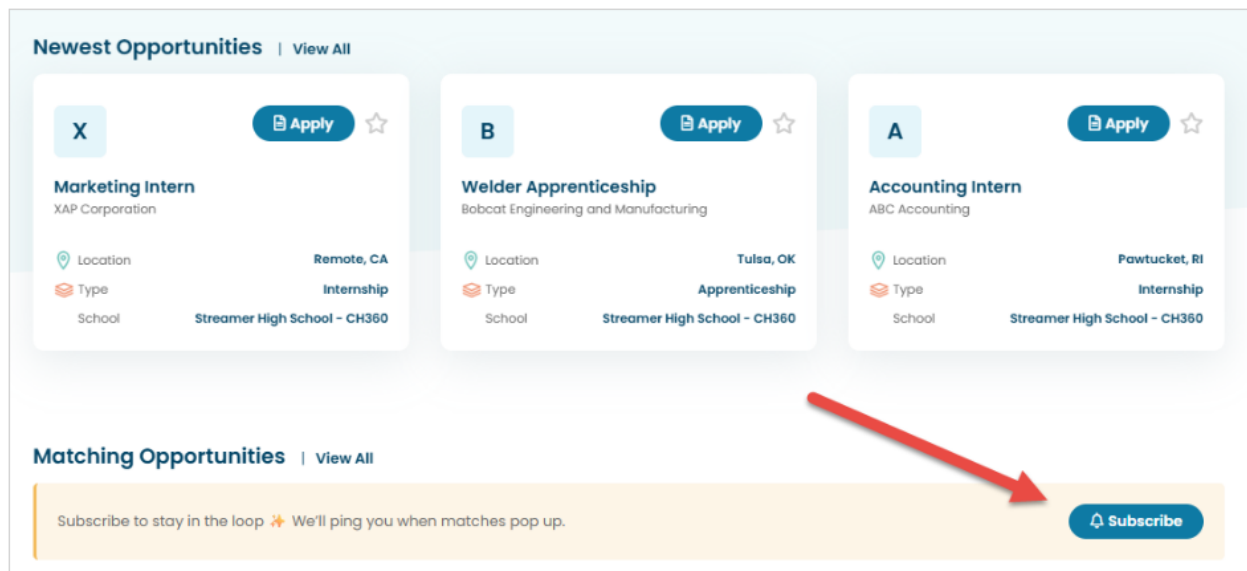 Newest Opportunities | View All
X Apply
Marketing Intern
XAP Corporation
Location Remote, CA
Type Internship
School Streamer High School - CH360
B Apply
Welder Apprenticeship
Bobcat Engineering and Manufacturing
Location Tulsa, OK
Type Apprenticeship
School Streamer High School - CH360
A Apply
Accounting Intern
ABC Accounting
Location Pawtucket, RI
Type Internship
School Streamer High School - CH360
Matching Opportunities | View All
Subscribe to stay in the loop ✨ We'll ping you when matches pop up. Subscribe